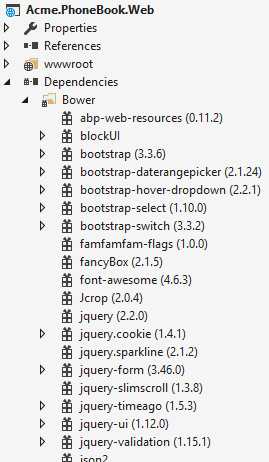 Acme.PhoneBook.Web
Properties
References
wwwroot
Dependencies
Bower
abp-web-resources (0.11.2)
blockUI
bootstrap (3.3.6)
bootstrap-daterangepicker (2.1.24)
bootstrap-hover-dropdown (2.2.1)
bootstrap-select (1.10.0)
bootstrap-switch (3.3.2)
famfamfam-flags (1.0.0)
fancyBox (2.1.5)
font-awesome (4.6.3)
Jcrop (2.0.4)
jquery (2.2.0)
jquery.cookie (1.4.1)
jquery.sparkline (2.1.2)
jquery-form (3.46.0)
jquery-slimscroll (1.3.8)
jquery-timeago (1.5.3)
jquery-ui (1.12.0)
jquery-validation (1.15.1)
json2